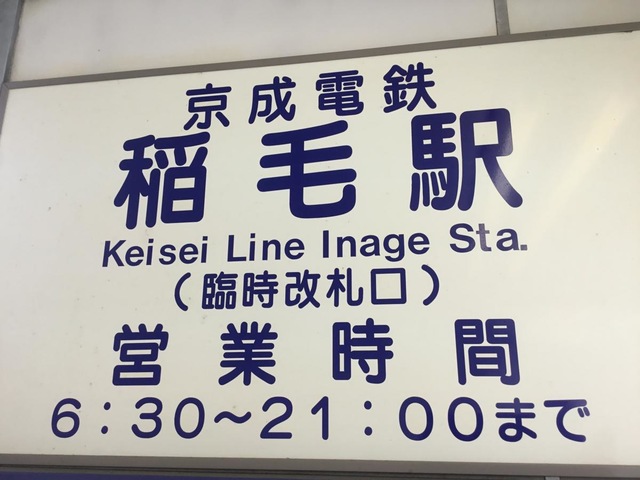 京成電鉄
稲毛駅
Keisei Line Inage Sta.
(臨時改札口)
営業時間
6:30〜21:00まで